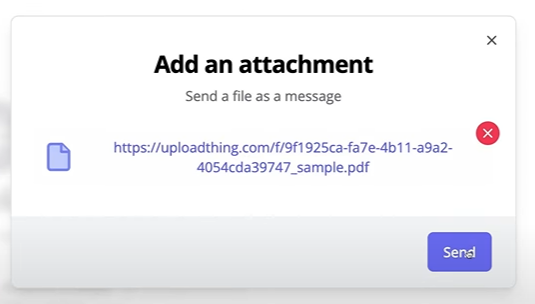 Add an attachment
Send a file as a message
https://uploadthing.com/f/9f1925ca-fa7e-4b11-a9a2-
4054cda39747_sample.pdf
Send